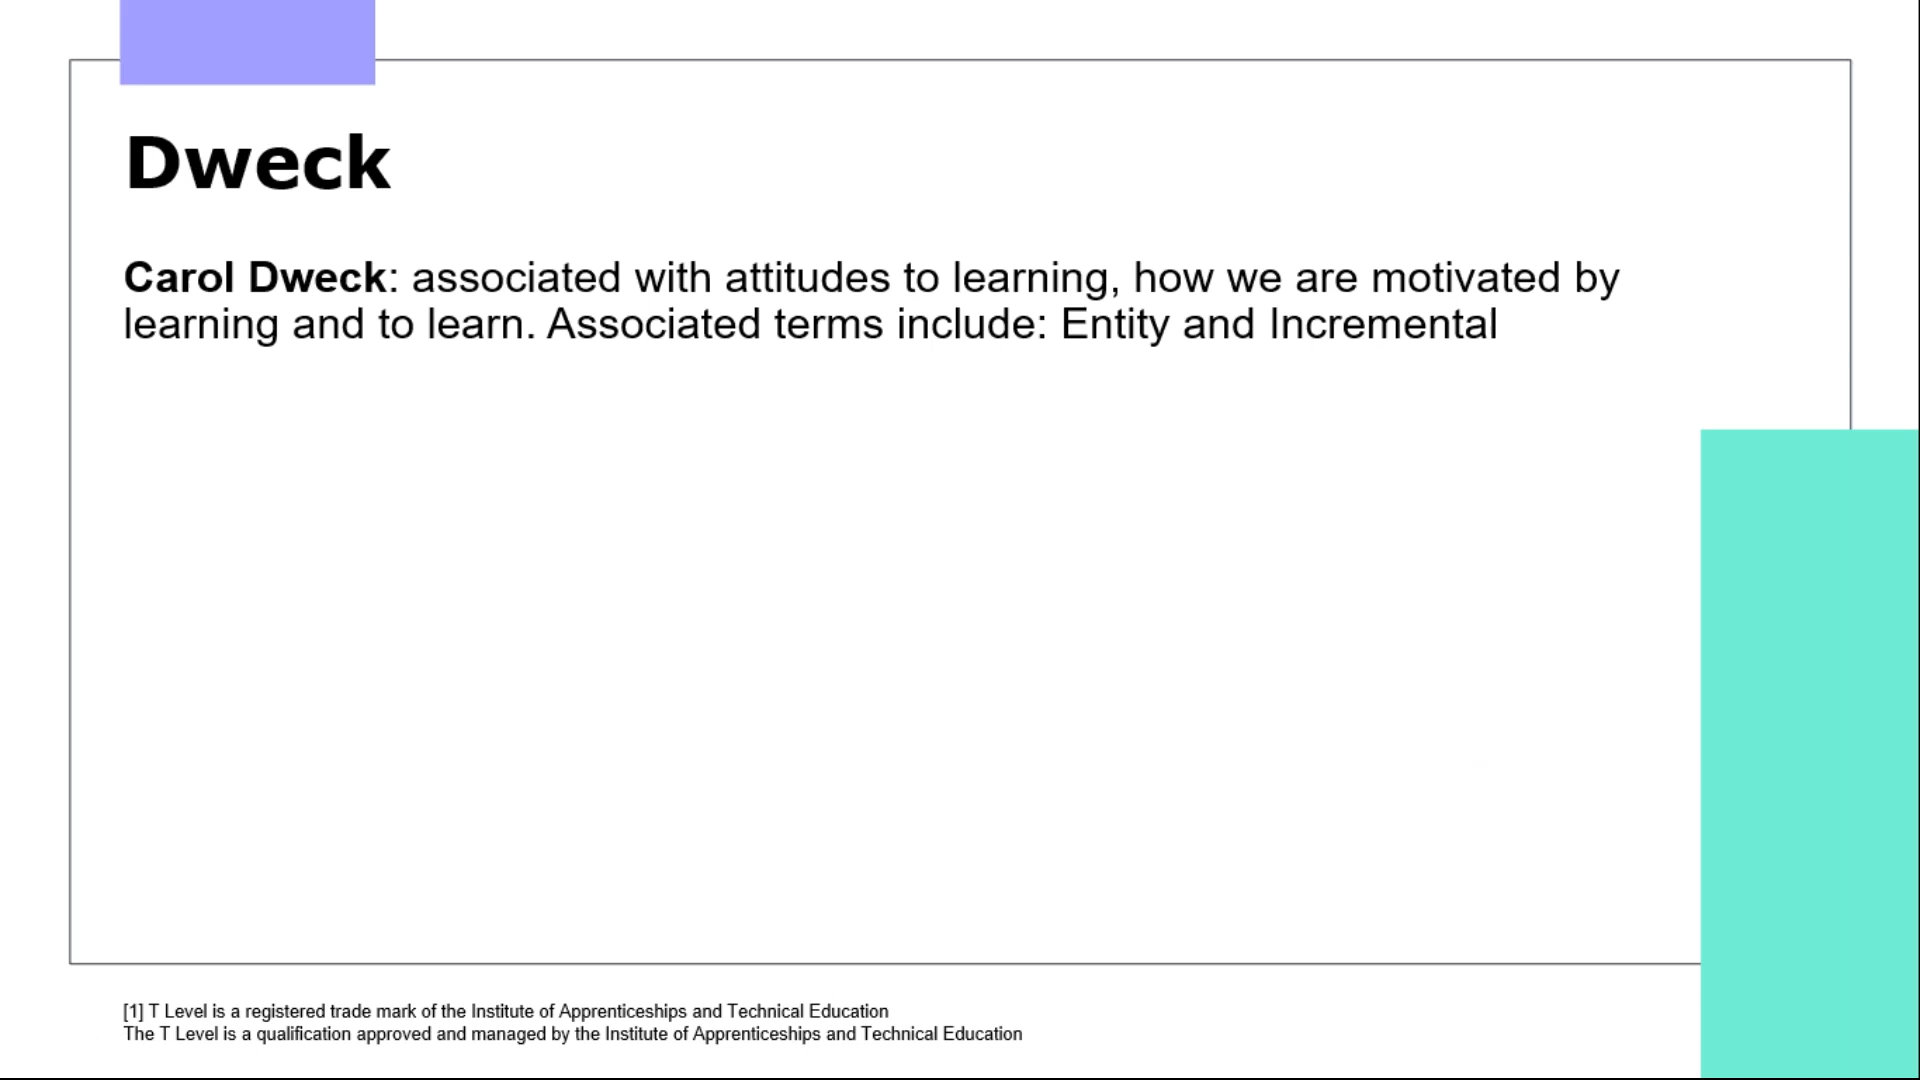 Dweck
Carol Dweck: associated with attitudes to learning, how we are motivated by
learning and to learn. Associated terms include: Entity and Incremental
[1] T Level is a registered trade mark of the Institute of Apprenticeships and Technical Education
The T Level is a qualification approved and managed by the Institute of Apprenticeships and Technical Education